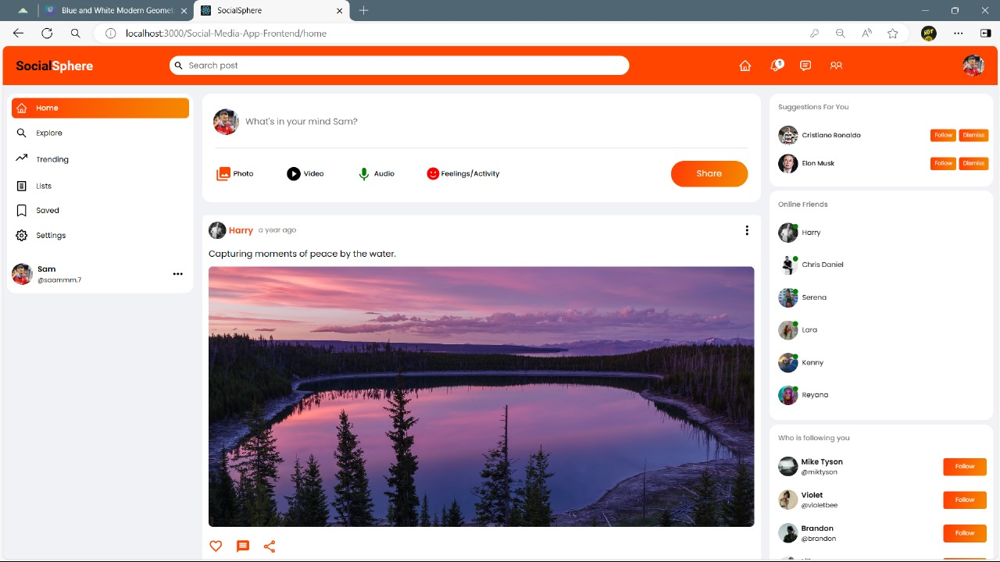 Blue and White Modern Geomet
SocialSphere
localhost:3000/Social-Media-App-Frontend/home
SocialSphere
Search post
5
Home
Explore
Trending
Lists
Saved
Settings
Sam
@saammm.7
What's in your mind Sam?
Photo
Video
Audio
Feelings/Activity
Share
Harry a year ago
Capturing moments of peace by the water.
Suggestions For You
Cristiano Ronaldo Follow Dismiss
Elon Musk Follow Dismiss
Online Friends
Harry
Chris Daniel
Serena
Lara
Kenny
Reyana
Who is following you
Mike Tyson
@miktyson
Follow
Violet
@violetbee
Follow
Brandon
@brandon
Follow